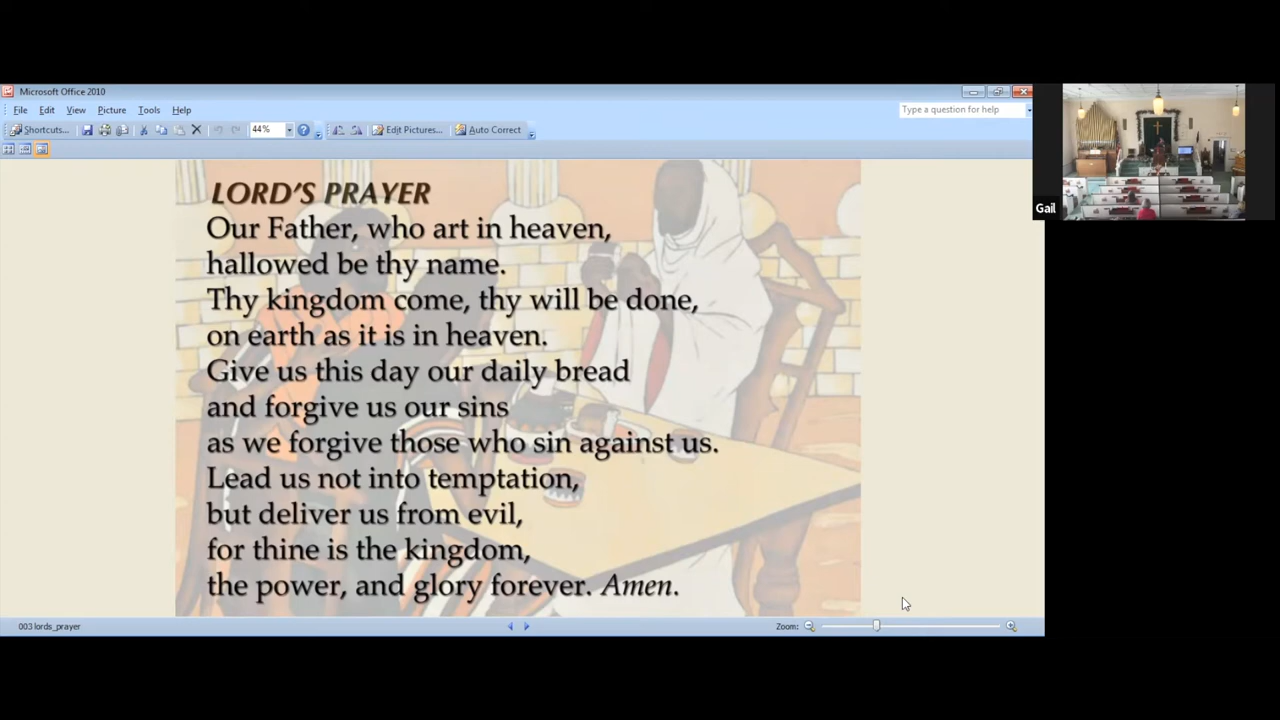 Microsoft Office 2010
File Edit View Picture Tools Help
Type a question for help
Shortcuts... 44% Edit Pictures... Auto Correct
LORD'S PRAYER
Our Father, who art in heaven,
hallowed be thy name.
Thy kingdom come, thy will be done,
on earth as it is in heaven.
Give us this day our daily bread
and forgive us our sins
as we forgive those who sin against us.
Lead us not into temptation,
but deliver us from evil,
for thine is the kingdom,
the power, and glory forever. Amen.
003 lords_prayer
Zoom:
Gail